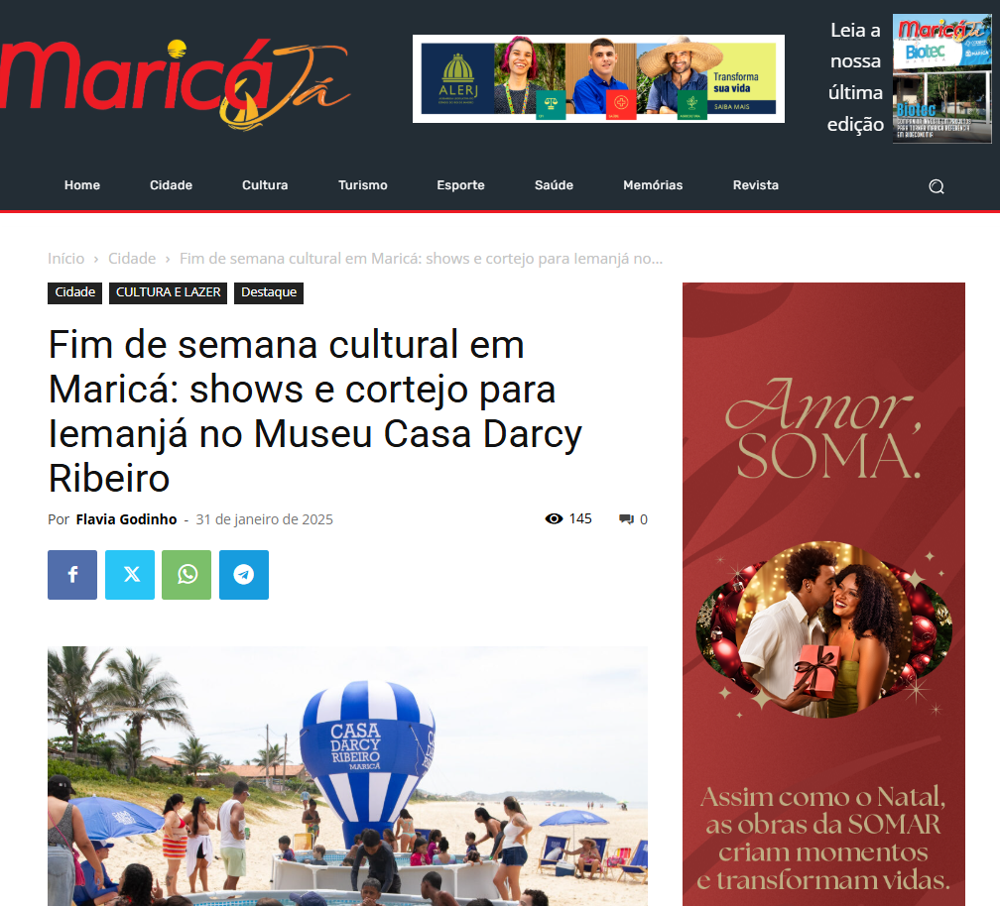 Maricá Já
ALERJ
Transforma
sua vida
SAIBA MAIS
Leia a
nossa
última
edição
Maricá Já
Biotec
Biotec
Home
Cidade
Cultura
Turismo
Esporte
Saúde
Memórias
Revista
Início › Cidade › Fim de semana cultural em Maricá: shows e cortejo para Iemanjá no...
Cidade
CULTURA E LAZER
Destaque
Fim de semana cultural em
Maricá: shows e cortejo para
Iemanjá no Museu Casa Darcy
Ribeiro
Por Flavia Godinho - 31 de janeiro de 2025
145
0
CASA
DARCY
RIBEIRO
MARICÁ
Amor,
SOMA.
Assim como o Natal,
as obras da SOMAR
criam momentos
e transformam vidas.